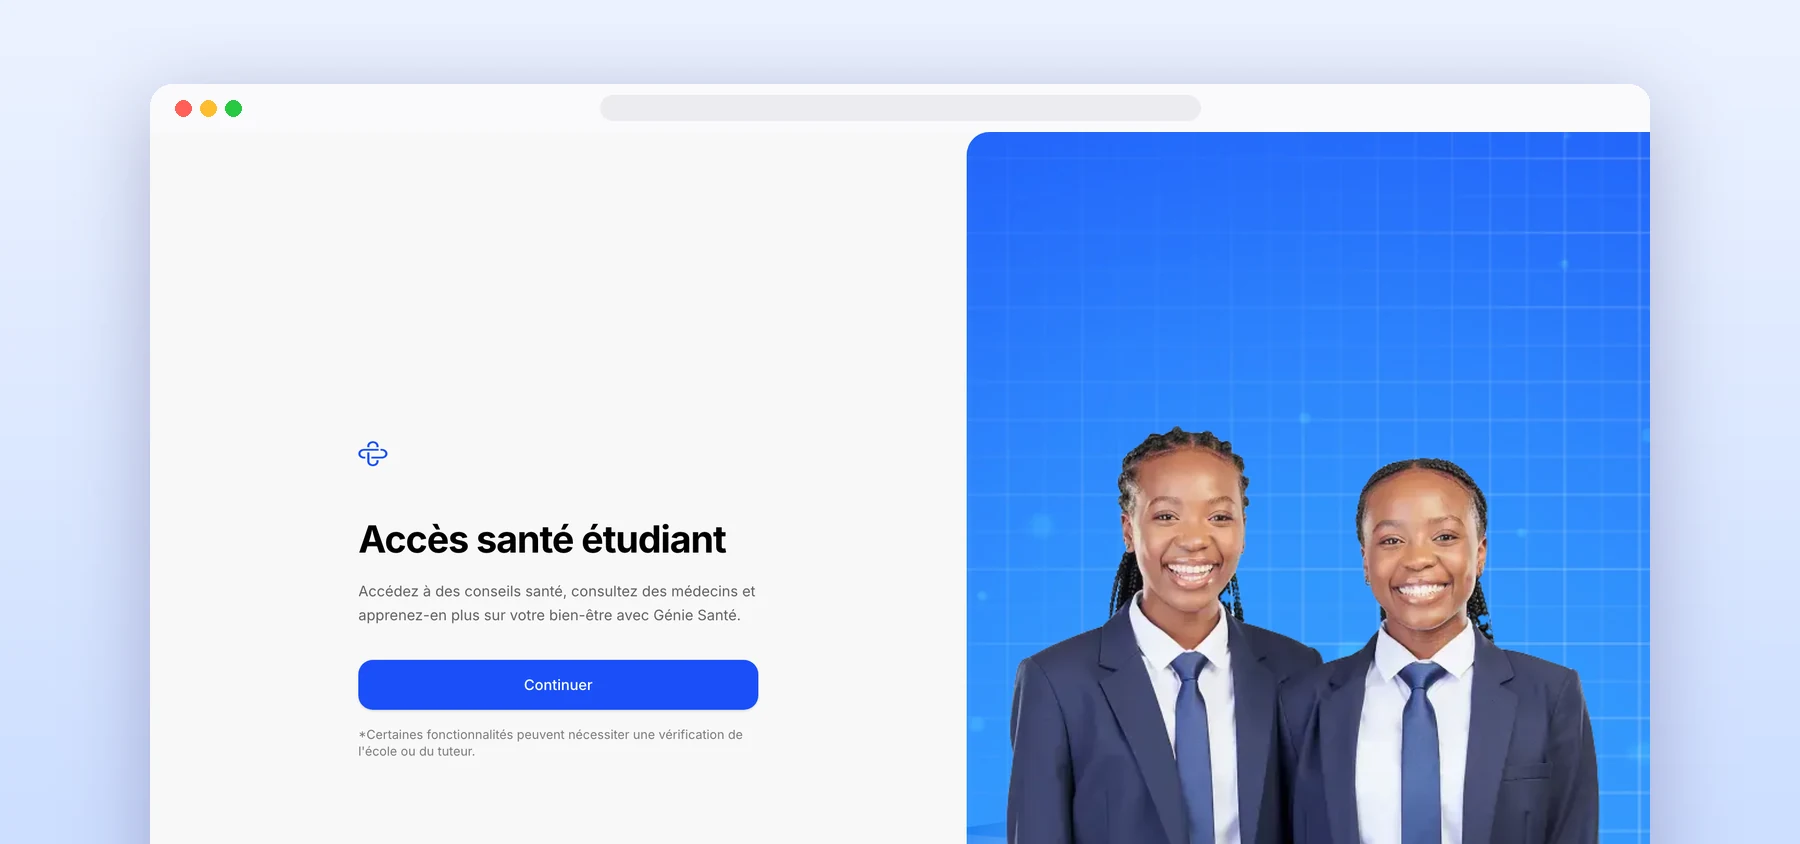 Accès santé étudiant
Accédez à des conseils santé, consultez des médecins et
apprenez-en plus sur votre bien-être avec Génie Santé.
Continuer
*Certaines fonctionnalités peuvent nécessiter une vérification de
l'école ou du tuteur.